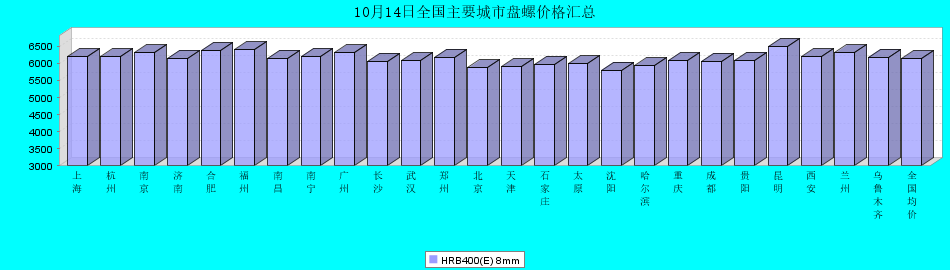 10月14日全国主要城市盘螺价格汇总
6500
6000
5500
5000
4500
4000
3500
3000
上海
杭州
南京
济南
合肥
福州
南昌
南宁
广州
长沙
武汉
郑州
北京
天津
石家庄
太原
沈阳
哈尔滨
重庆
成都
贵阳
昆明
西安
兰州
乌鲁木齐
全国均价
HRB400(E) 8mm